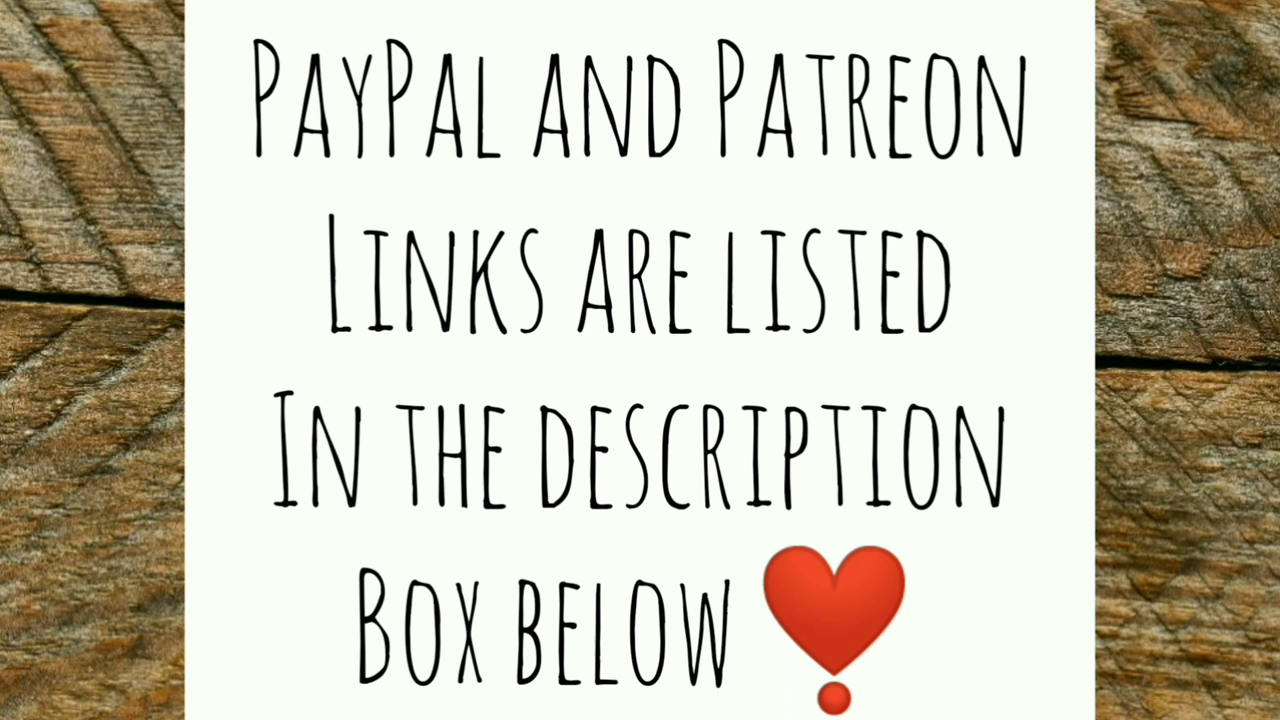 PayPal and Patreon
Links are listed
In the description
Box below ❣️